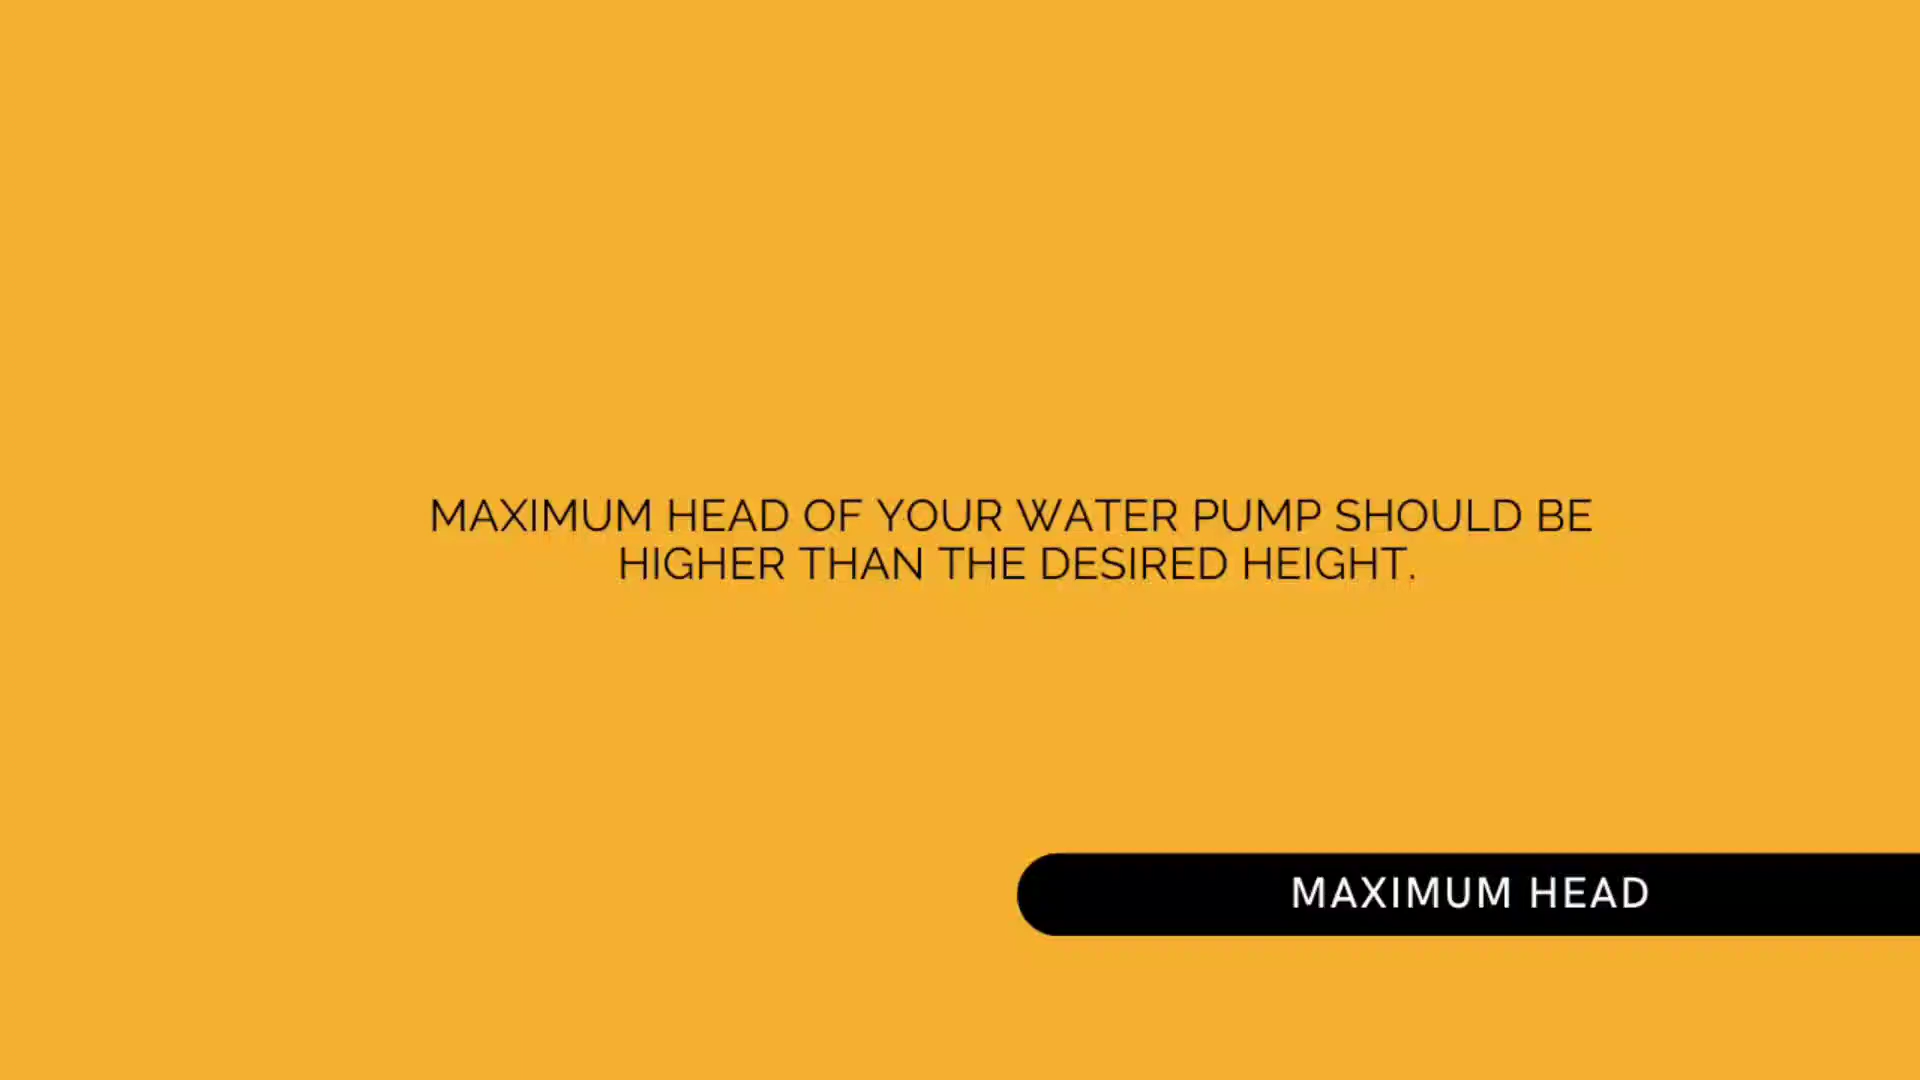 MAXIMUM HEAD OF YOUR WATER PUMP SHOULD BE
HIGHER THAN THE DESIRED HEIGHT.
MAXIMUM HEAD